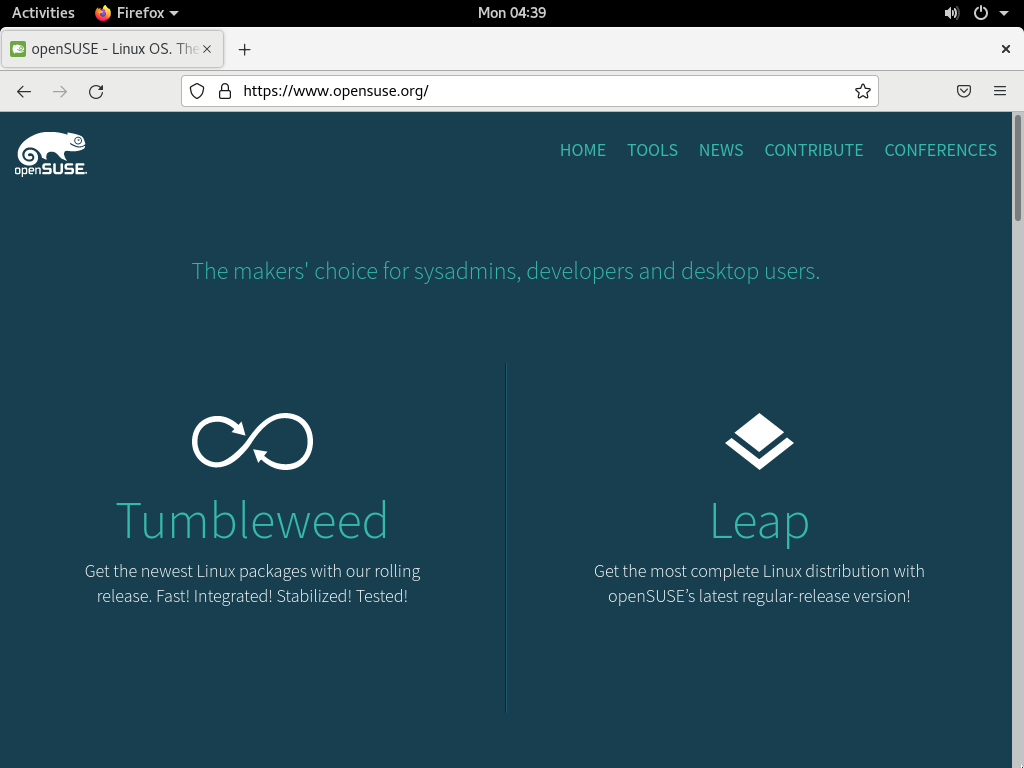 Activities Firefox Mon 04:39
openSUSE - Linux OS. The
https://www.opensuse.org/
openSUSE
HOME TOOLS NEWS CONTRIBUTE CONFERENCES
The makers' choice for sysadmins, developers and desktop users.
Tumbleweed
Get the newest Linux packages with our rolling
release. Fast! Integrated! Stabilized! Tested!
Leap
Get the most complete Linux distribution with
openSUSE’s latest regular-release version!